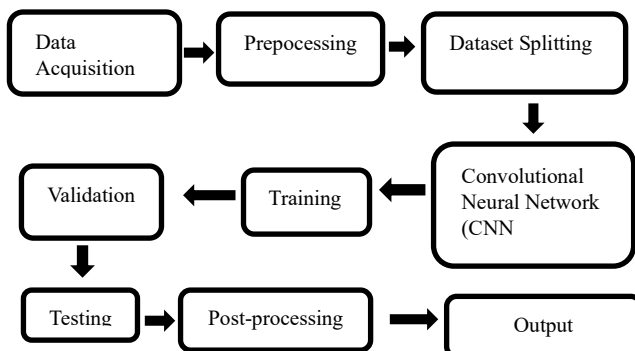 Data
Acquisition
Prepocessing
Dataset Splitting
Convolutional
Neural Network
(CNN
Training
Validation
Testing
Post-processing
Output